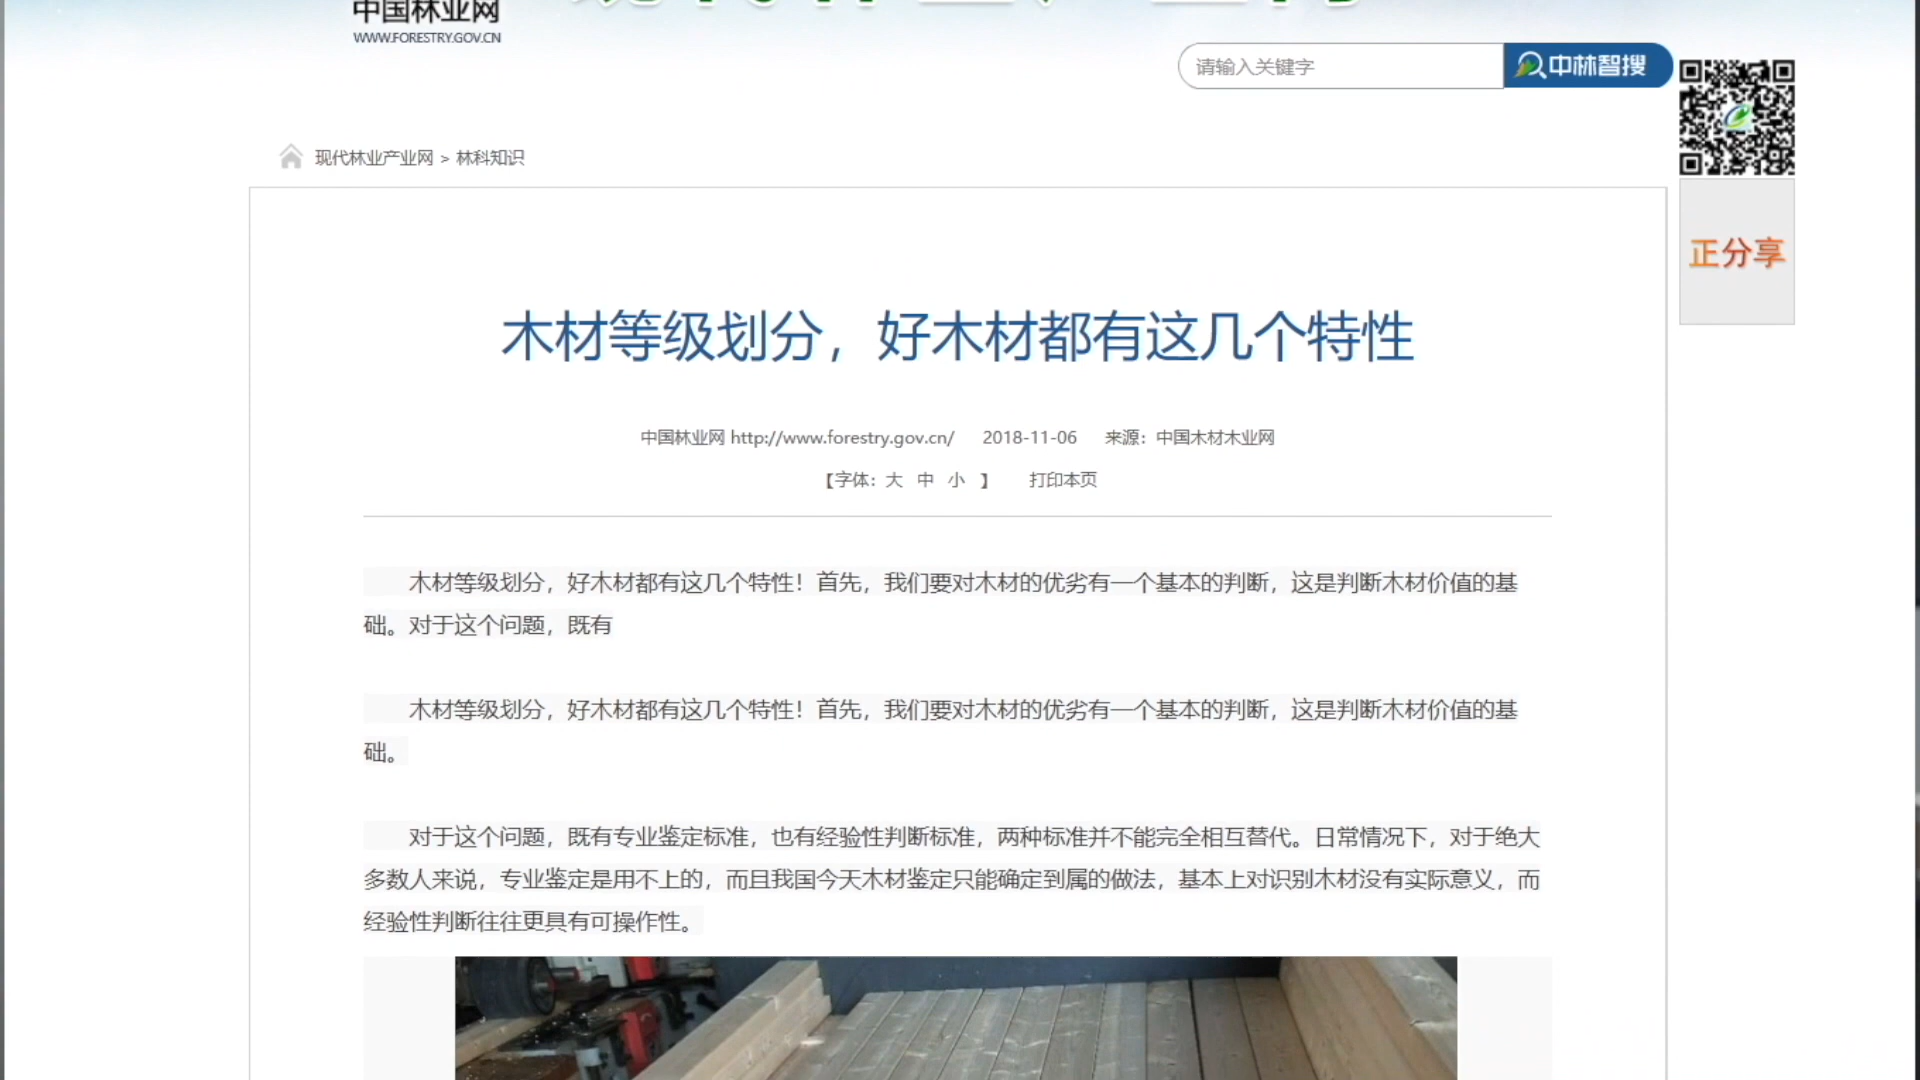 中国林业网
WWW.FORESTRY.GOV.CN
请输入关键字
中林智搜
现代林业产业网 > 林科知识
正分享
木材等级划分，好木材都有这几个特性
中国林业网 http://www.forestry.gov.cn/ 2018-11-06 来源：中国木材木业网
【字体：大 中 小 】 打印本页
木材等级划分，好木材都有这几个特性！首先，我们要对木材的优劣有一个基本的判断，这是判断木材价值的基
础。对于这个问题，既有
木材等级划分，好木材都有这几个特性！首先，我们要对木材的优劣有一个基本的判断，这是判断木材价值的基
础。
对于这个问题，既有专业鉴定标准，也有经验性判断标准，两种标准并不能完全相互替代。日常情况下，对于绝大
多数人来说，专业鉴定是用不上的，而且我国今天木材鉴定只能确定到属的做法，基本上对识别木材没有实际意义，而
经验性判断往往更具有可操作性。